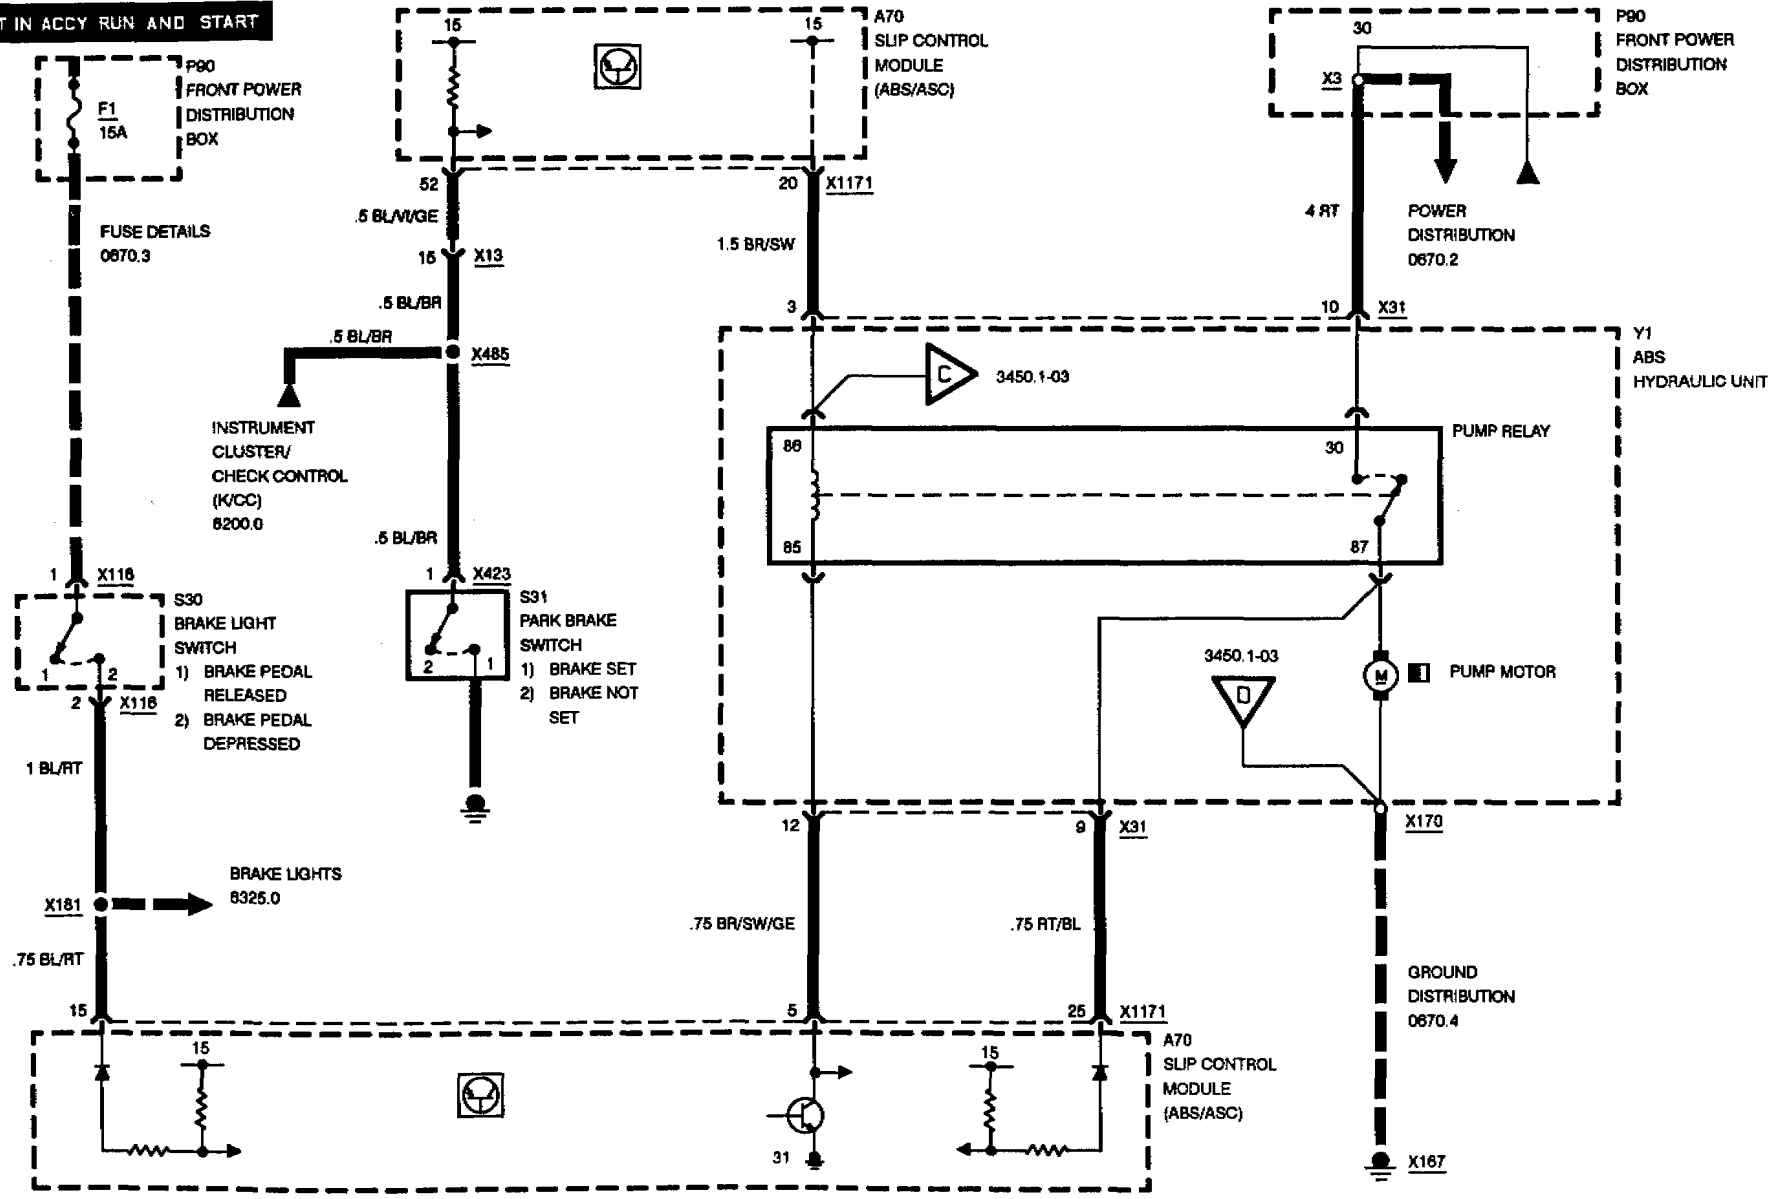 T IN ACCY RUN AND START
P90
FRONT POWER
DISTRIBUTION
BOX
F1
15A
FUSE DETAILS
0670.3
15
15
A70
SLIP CONTROL
MODULE
(ABS/ASC)
52
20
X1171
.5 BL/VI/GE
15
X13
1.5 BR/SW
.5 BL/BR
.5 BL/BR
X485
INSTRUMENT
CLUSTER/
CHECK CONTROL
(K/CC)
6200.0
.5 BL/BR
30
X3
P90
FRONT POWER
DISTRIBUTION
BOX
4 RT
POWER
DISTRIBUTION
0670.2
3
10
X31
Y1
ABS
HYDRAULIC UNIT
C
3450.1-03
86
30
PUMP RELAY
85
87
1
X116
S30
BRAKE LIGHT
SWITCH
1) BRAKE PEDAL
RELEASED
2) BRAKE PEDAL
DEPRESSED
1
2
2
X116
1
X423
S31
PARK BRAKE
SWITCH
1) BRAKE SET
2) BRAKE NOT
SET
2
1
3450.1-03
D
M
PUMP MOTOR
1 BL/RT
X181
BRAKE LIGHTS
6325.0
.75 BL/RT
12
9
X31
X170
.75 BR/SW/GE
.75 RT/BL
GROUND
DISTRIBUTION
0670.4
15
5
25
X1171
A70
SLIP CONTROL
MODULE
(ABS/ASC)
15
15
31
X167